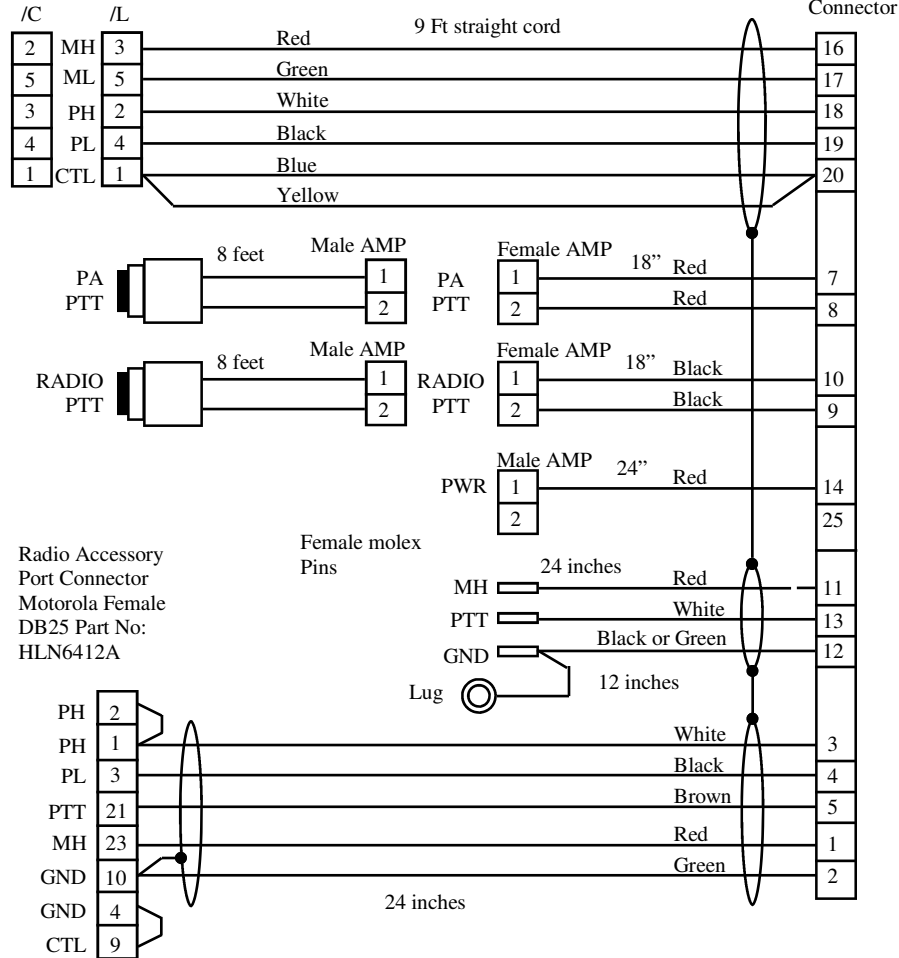 /C /L 9 Ft straight cord Connector
2 MH 3 Red 16
5 ML 5 Green 17
3 PH 2 White 18
4 PL 4 Black 19
1 CTL 1 Blue 20
Yellow
8 feet Male AMP Female AMP 18” Red
PA 1 PA 1 7
PTT 2 PTT 2 Red 8
8 feet Male AMP Female AMP 18” Black
RADIO 1 RADIO 1 10
PTT 2 PTT 2 Black 9
Male AMP 24”
PWR 1 Red 14
2 25
Radio Accessory
Port Connector
Motorola Female
DB25 Part No:
HLN6412A
Female molex
Pins
24 inches
MH Red 11
PTT White 13
GND Black or Green 12
Lug 12 inches
PH 2
PH 1 White 3
PL 3 Black 4
PTT 21 Brown 5
MH 23 Red 1
GND 10 Green 2
GND 4 24 inches
CTL 9